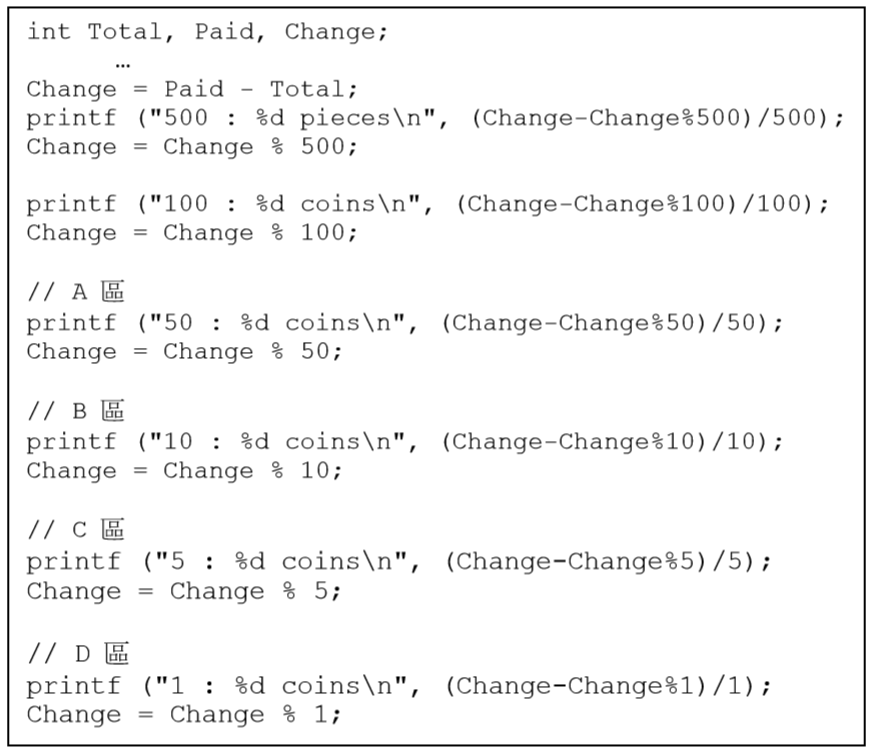 int Total, Paid, Change;
…
Change = Paid - Total;
printf ("500 : %d pieces\n", (Change-Change%500)/500);
Change = Change % 500;
printf ("100 : %d coins\n", (Change-Change%100)/100);
Change = Change % 100;
// A 區
printf ("50 : %d coins\n", (Change-Change%50)/50);
Change = Change % 50;
// B 區
printf ("10 : %d coins\n", (Change-Change%10)/10);
Change = Change % 10;
// C 區
printf ("5 : %d coins\n", (Change-Change%5)/5);
Change = Change % 5;
// D 區
printf ("1 : %d coins\n", (Change-Change%1)/1);
Change = Change % 1;